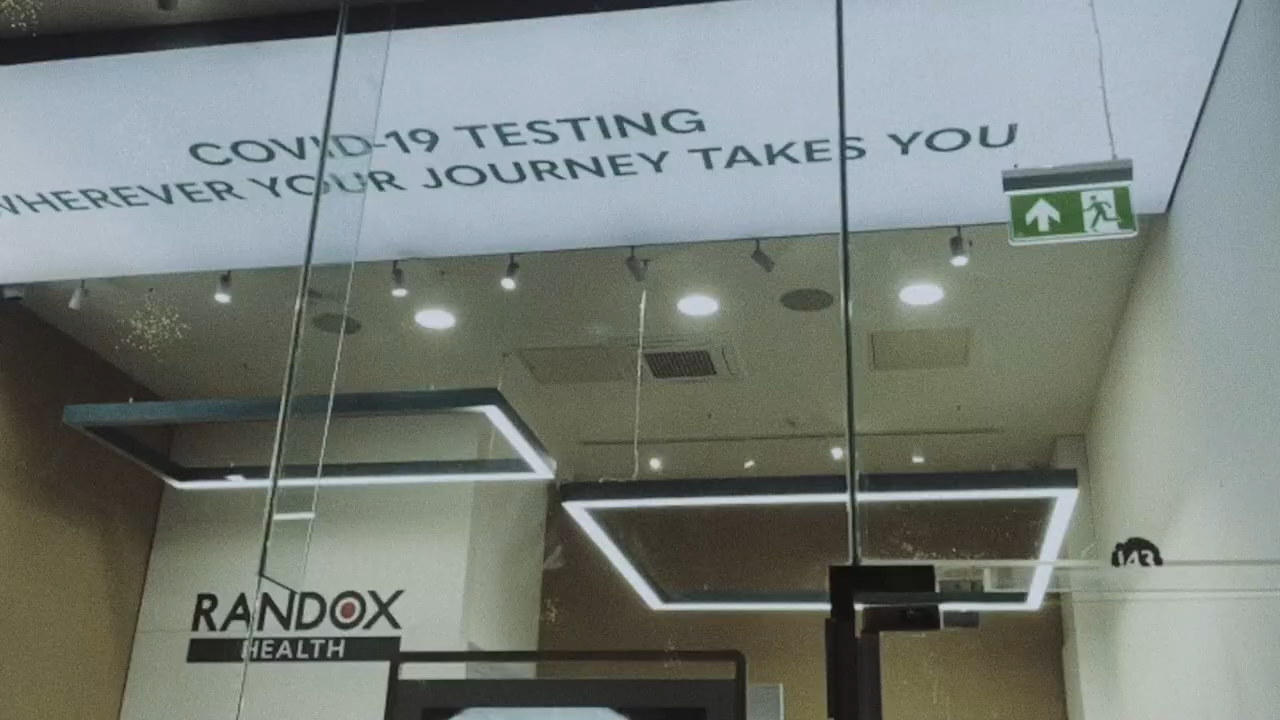 COVID-19 TESTING
WHEREVER YOUR JOURNEY TAKES YOU
RANDOX
HEALTH
143